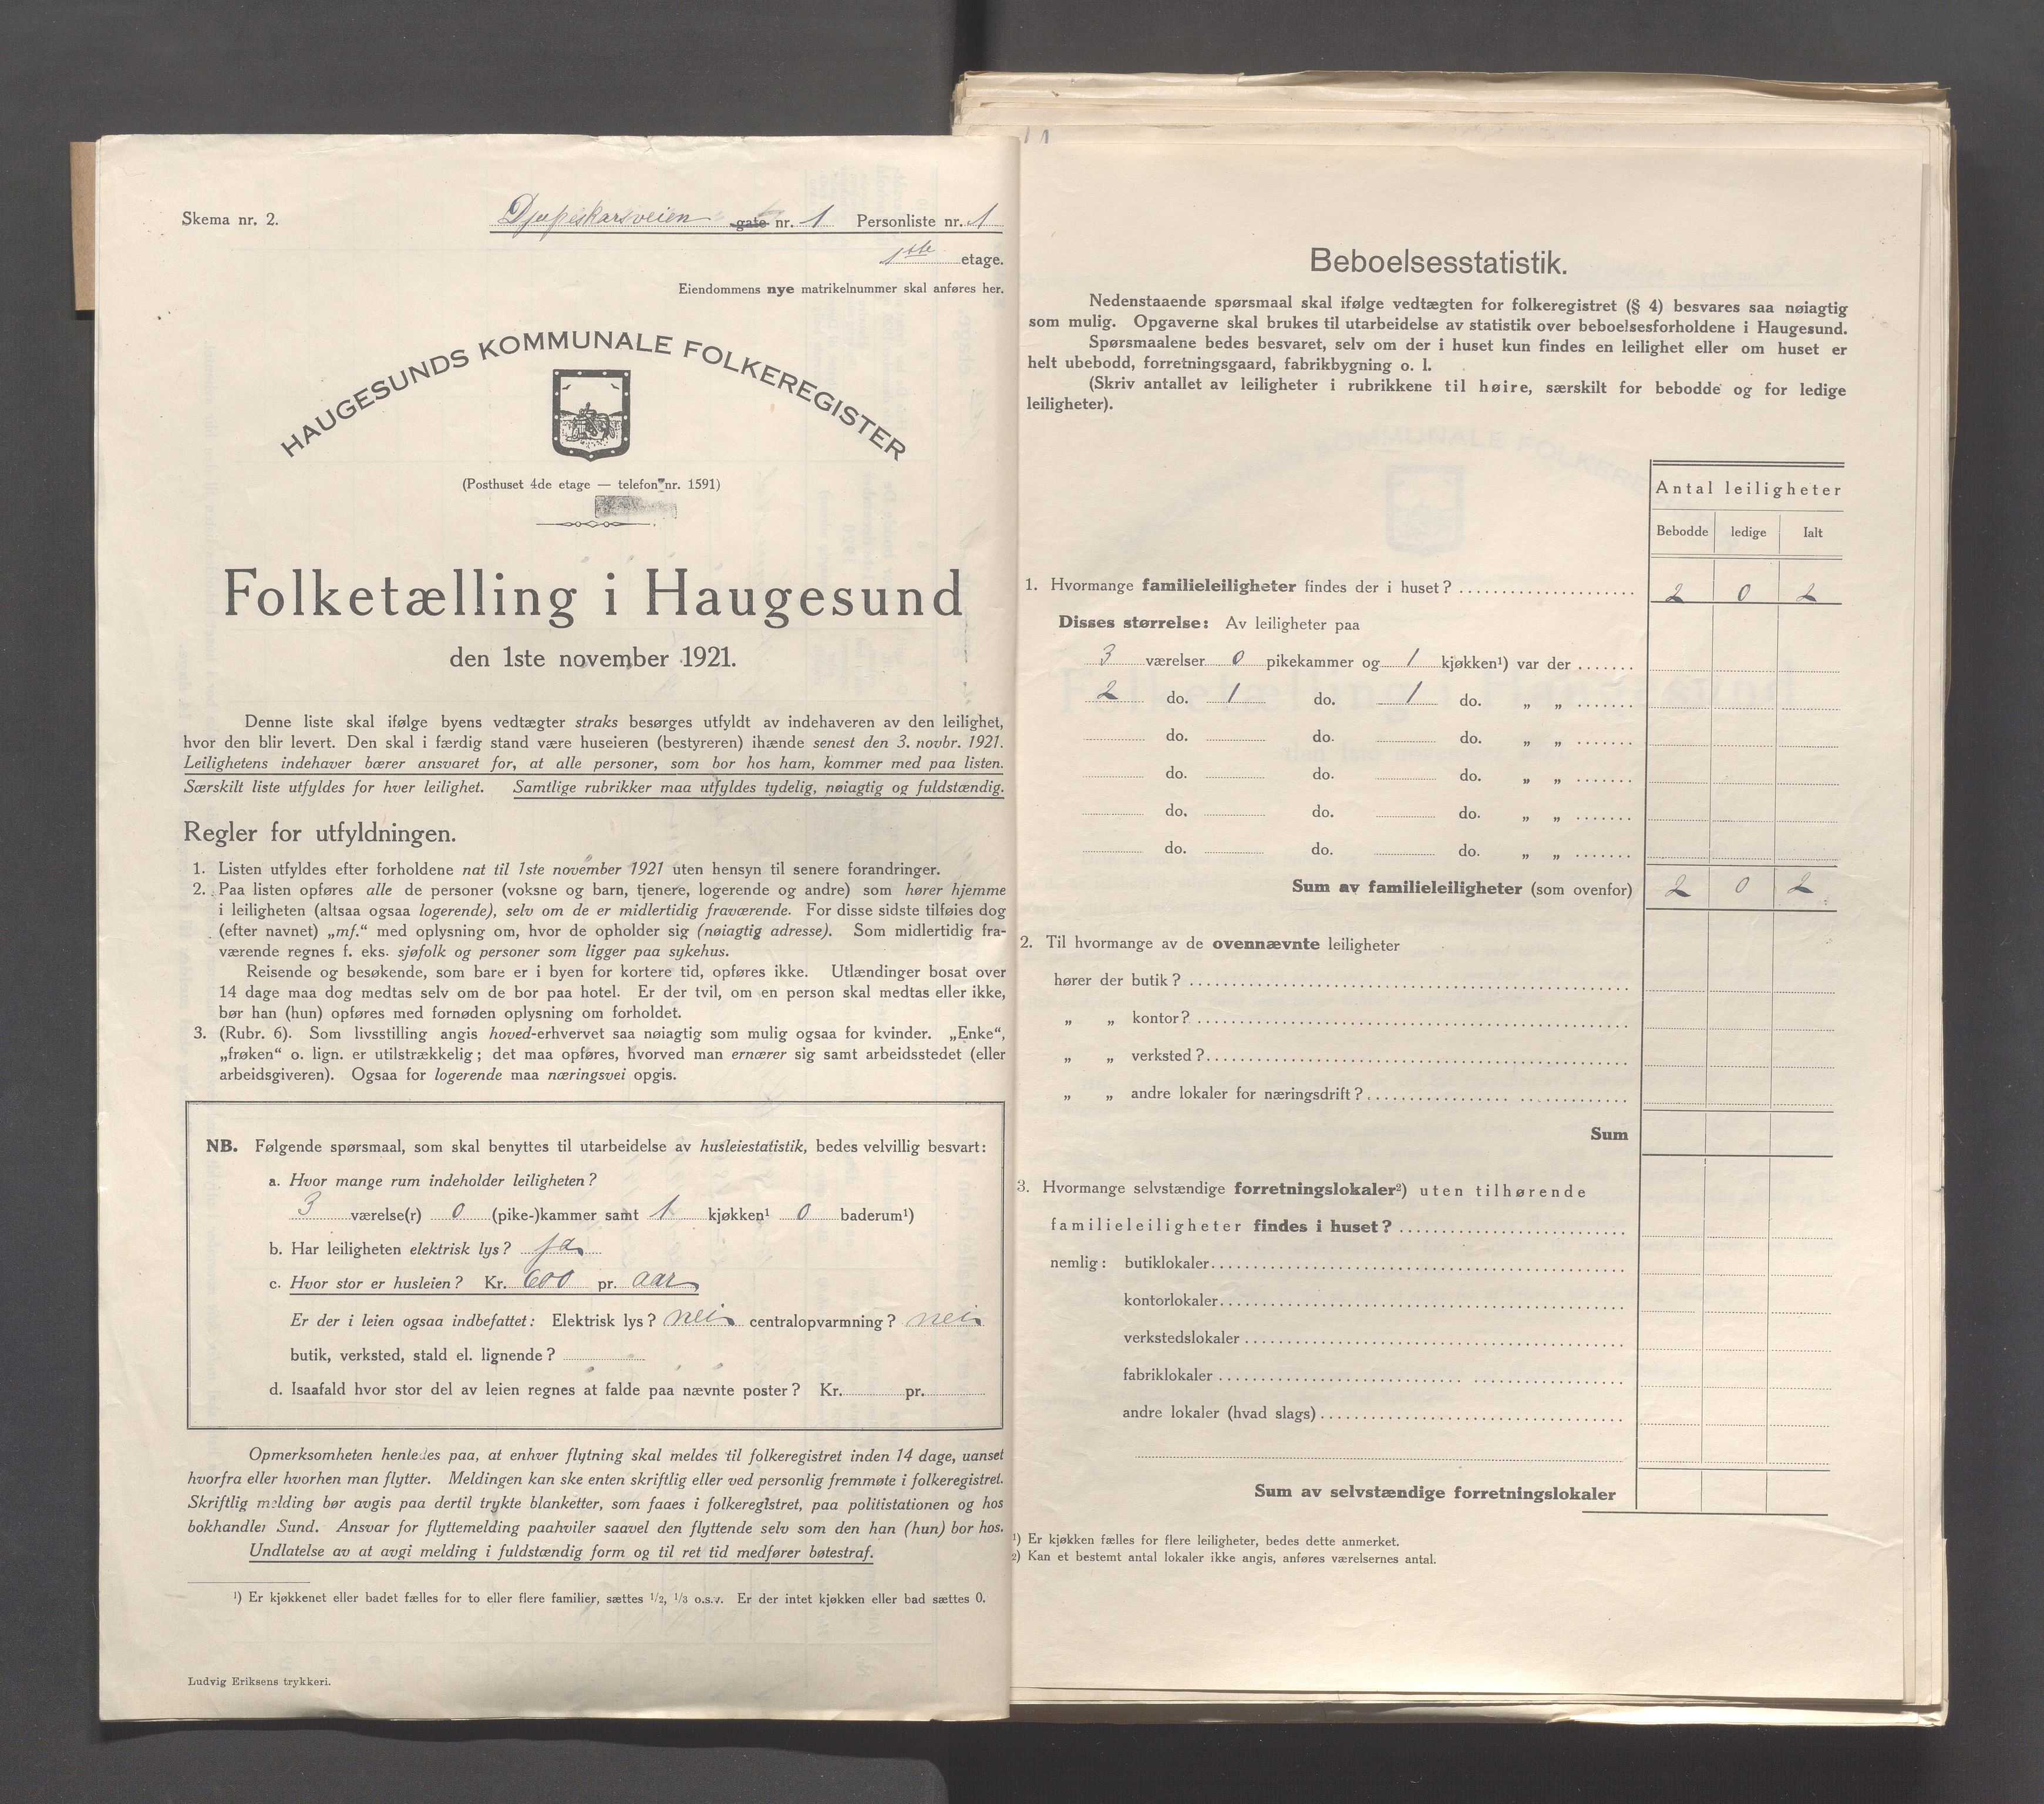 Skema nr. 2.
Djupeskarsveien gate nr. 1 Personliste nr. 1
1ste etage.
Eiendommens nye matrikelnummer skal anføres her.
HAUGESUNDS KOMMUNALE FOLKEREGISTER
(Posthuset 4de etage — telefon nr. 1591)
Folketælling i Haugesund
den 1ste november 1921.
Denne liste skal ifølge byens vedtægter straks besørges utfyldt av indehaveren av den leilighet,
hvor den blir levert. Den skal i færdig stand være huseieren (bestyreren) ihænde senest den 3. novbr. 1921.
Leilighetens indehaver bærer ansvaret for, at alle personer, som bor hos ham, kommer med paa listen.
Særskilt liste utfyldes for hver leilighet. Samtlige rubrikker maa utfyldes tydelig, nøiagtig og fuldstændig.
Regler for utfyldningen.
1. Listen utfyldes efter forholdene nat til 1ste november 1921 uten hensyn til senere forandringer.
2. Paa listen opføres alle de personer (voksne og barn, tjenere, logerende og andre) som hører hjemme
i leiligheten (altsaa ogsaa logerende), selv om de er midlertidig fraværende. For disse sidste tilføies dog
(efter navnet) „mf.“ med oplysning om, hvor de opholder sig (nøiagtig adresse). Som midlertidig fra-
værende regnes f. eks. sjøfolk og personer som ligger paa sykehus.
Reisende og besøkende, som bare er i byen for kortere tid, opføres ikke. Utlændinger bosat over
14 dage maa dog medtas selv om de bor paa hotel. Er der tvil, om en person skal medtas eller ikke,
bør han (hun) opføres med fornøden oplysning om forholdet.
3. (Rubr. 6). Som livsstilling angis hoved-erhvervet saa nøiagtig som mulig ogsaa for kvinder. „Enke“,
„frøken“ o. lign. er utilstrækkelig; det maa opføres, hvorved man ernærer sig samt arbeidsstedet (eller
arbeidsgiveren). Ogsaa for logerende maa næringsvei opgis.
NB. Følgende spørsmaal, som skal benyttes til utarbeidelse av husleiestatistik, bedes velvillig besvart:
a. Hvor mange rum indeholder leiligheten?
3 værelse(r) 0 (pike-)kammer samt 1 kjøkken¹ 0 baderum¹)
b. Har leiligheten elektrisk lys? ja
c. Hvor stor er husleien? Kr. 600 pr. aar
Er der i leien ogsaa indbefattet: Elektrisk lys? nei centralopvarmning? nei
butik, verksted, stald el. lignende?
d. Isaafald hvor stor del av leien regnes at falde paa nævnte poster? Kr. pr.
Opmerksomheten henledes paa, at enhver flytning skal meldes til folkeregistret inden 14 dage, uanset
hvorfra eller hvorhen man flytter. Meldingen kan ske enten skriftlig eller ved personlig fremmøte i folkeregistret.
Skriftlig melding bør avgis paa dertil trykte blanketter, som faaes i folkeregistret, paa politistationen og hos
bokhandler Sund. Ansvar for flyttemelding paahviler saavel den flyttende selv som den han (hun) bor hos.
Undlatelse av at avgi melding i fuldstændig form og til ret tid medfører bøtestraf.
¹) Er kjøkkenet eller badet fælles for to eller flere familier, sættes ¹/₂, ¹/₃ o.s.v. Er der intet kjøkken eller bad sættes 0.
Ludvig Eriksens trykkeri.
Beboelsesstatistik.
Nedenstaaende spørsmaal skal ifølge vedtægten for folkeregistret (§ 4) besvares saa nøiagtig
som mulig. Opgaverne skal brukes til utarbeidelse av statistik over beboelsesforholdene i Haugesund.
Spørsmaalene bedes besvaret, selv om der i huset kun findes en leilighet eller om huset er
helt ubebodd, forretningsgaard, fabrikbygning o. l.
(Skriv antallet av leiligheter i rubrikkene til høire, særskilt for bebodde og for ledige
leiligheter).
Antal leiligheter
Bebodde ledige Ialt
1. Hvormange familieleiligheter findes der i huset? 2 0 2
Disses størrelse: Av leiligheter paa
3 værelser 0 pikekammer og 1 kjøkken¹) var der
2 do. 1 do. 1 do. „ „
do. do. do. „ „
do. do. do. „ „
do. do. do. „ „
do. do. do. „ „
Sum av familieleiligheter (som ovenfor) 2 0 2
2. Til hvormange av de ovennævnte leiligheter
hører der butik?
„ „ kontor?
„ „ verksted?
„ „ andre lokaler for næringsdrift?
Sum
3. Hvormange selvstændige forretningslokaler²) uten tilhørende
familieleiligheter findes i huset?
nemlig: butiklokaler
kontorlokaler
verkstedslokaler
fabriklokaler
andre lokaler (hvad slags)
Sum av selvstændige forretningslokaler
¹) Er kjøkken fælles for flere leiligheter, bedes dette anmerket.
²) Kan et bestemt antal lokaler ikke angis, anføres værelsernes antal.